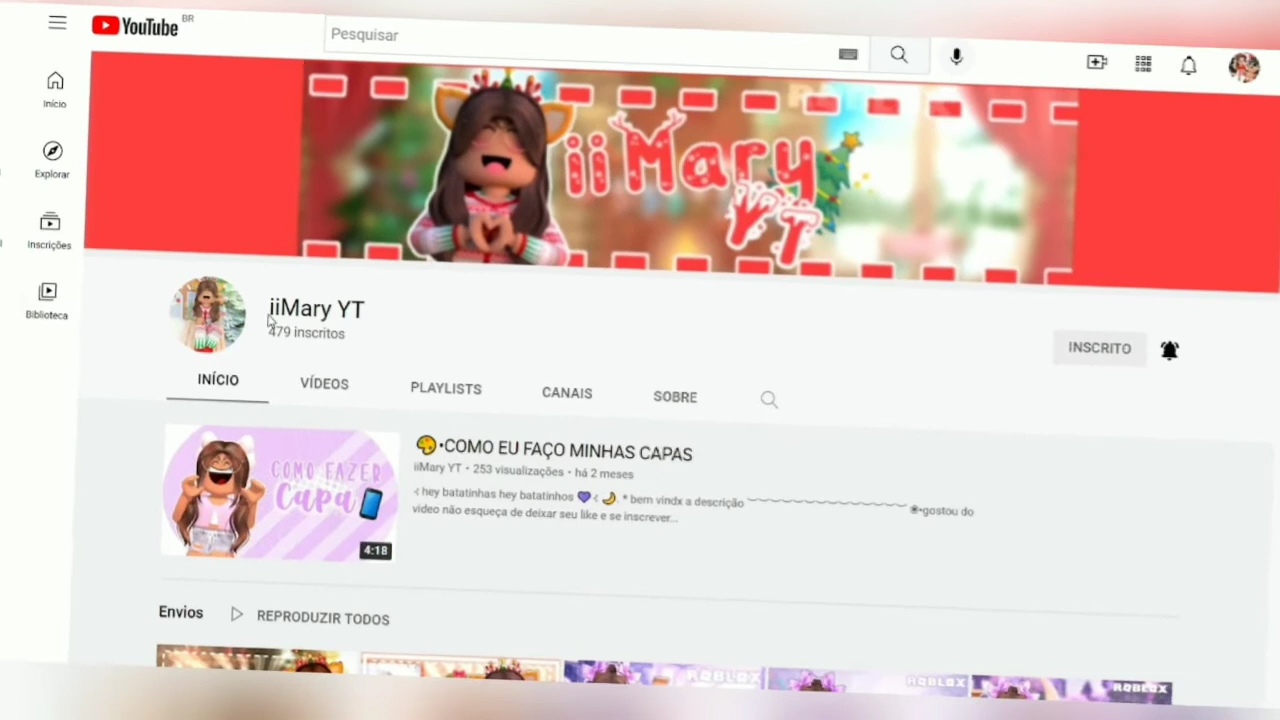 YouTube BR
Pesquisar
Início
Explorar
Inscrições
Biblioteca
iiMary
YT
iiMary YT
479 inscritos
INSCRITO
INÍCIO
VÍDEOS
PLAYLISTS
CANAIS
SOBRE
COMO FAZER
Capa
4:18
🎨•COMO EU FAÇO MINHAS CAPAS
iiMary YT • 253 visualizações • há 2 meses
hey batatinhas hey batatinhos 💜 🌙 * bem vindx a descrição •gostou do
video não esqueça de deixar seu like e se inscrever...
Envios
REPRODUZIR TODOS
ROBLOX
ROBLOX
ROBLOX